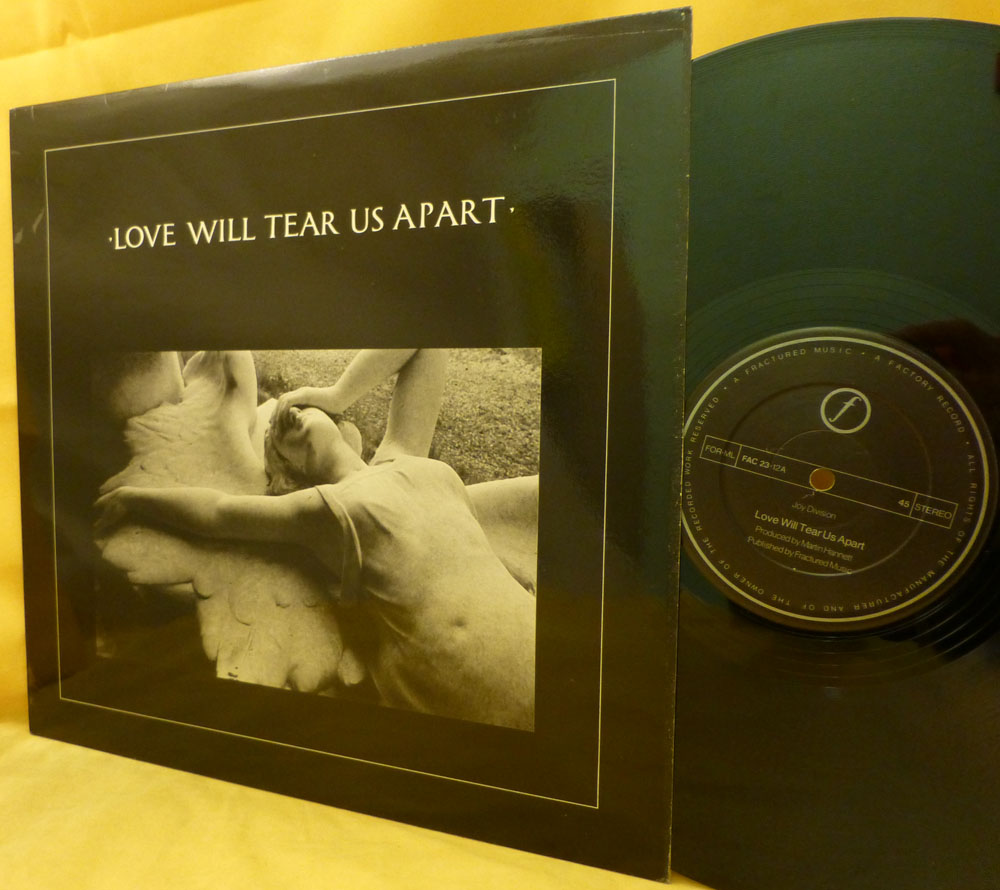 ·LOVE WILL TEAR US APART·
THE RECORDED WORK RESERVED • A FRACTURED MUSIC • A FACTORY RECORD • ALL RIGHTS OF THE MANUFACTURER AND OF THE OWNER OF
f
FOR-ML FAC 23-12A
45 STEREO
Joy Division
Love Will Tear Us Apart
Produced by Martin Hannett
Published by Fractured Music